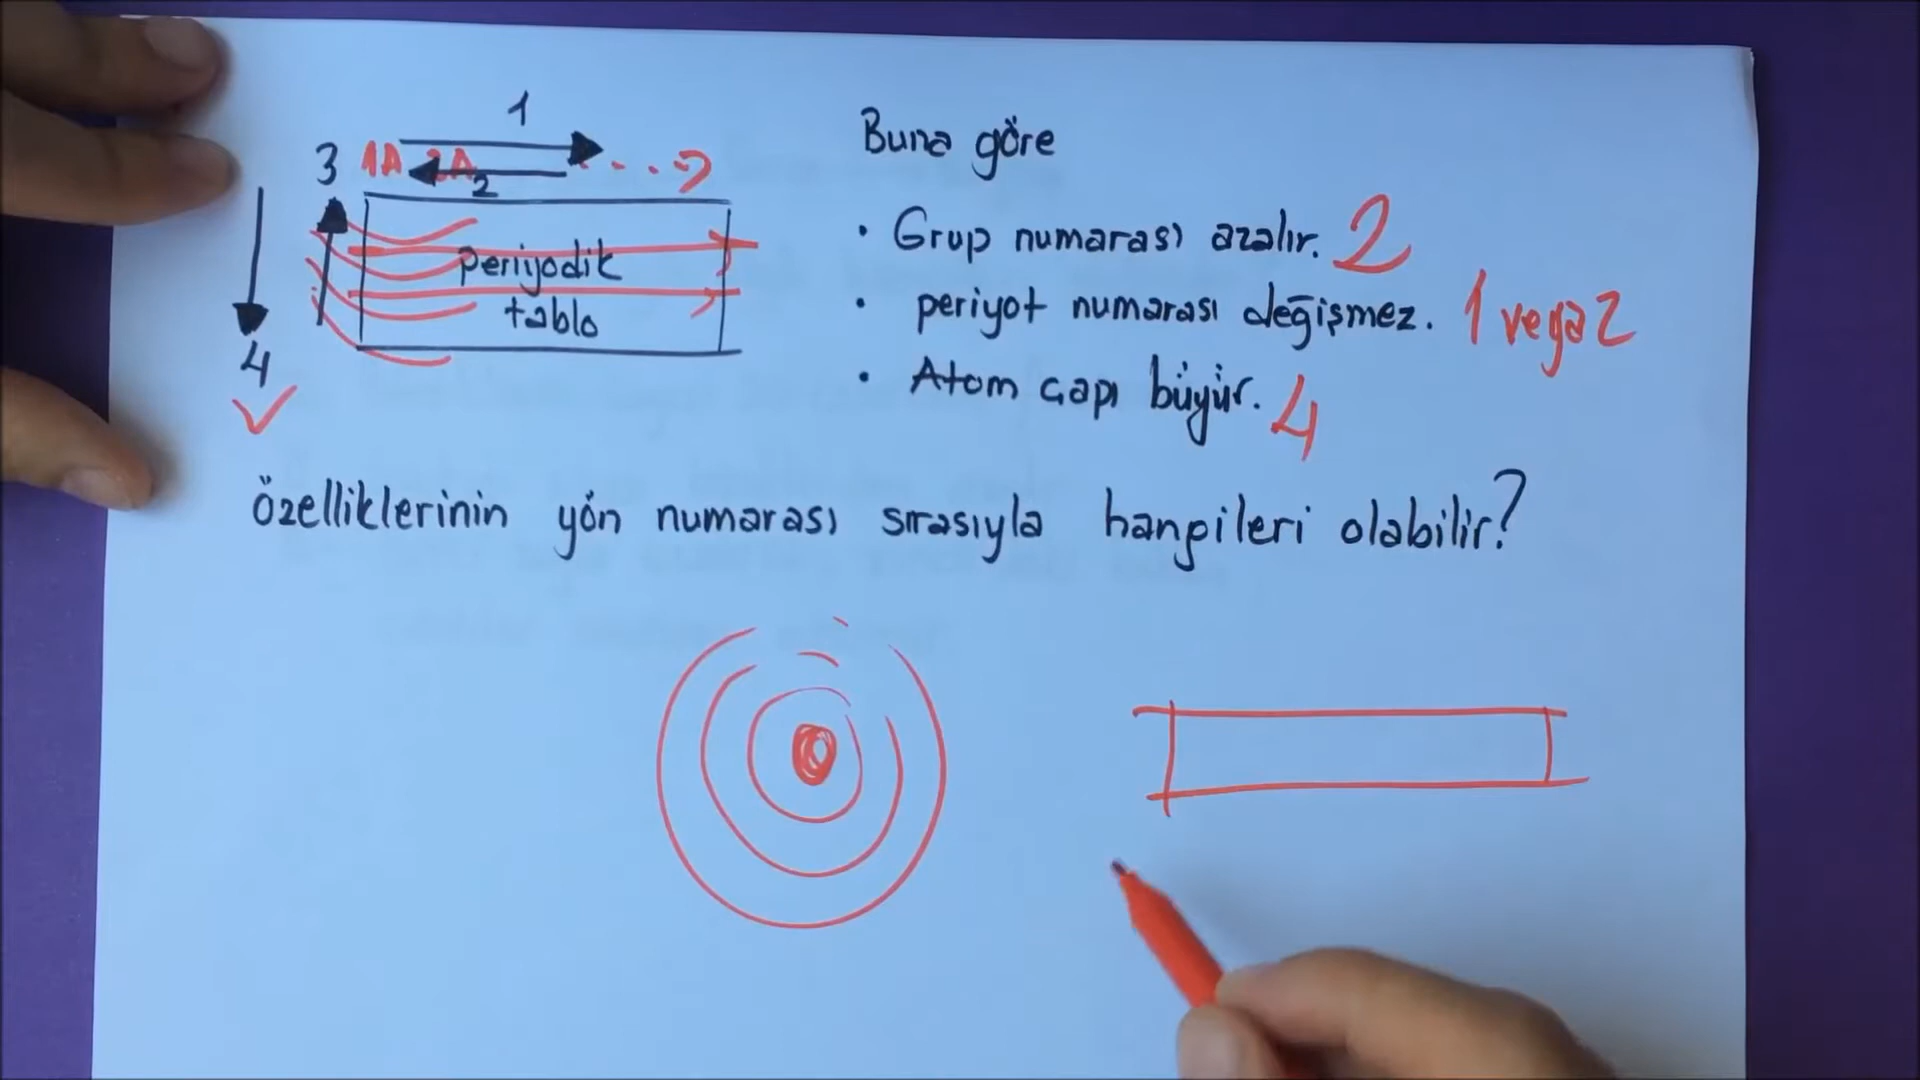 1
3 1A 2A . . .
2
periyodik
tablo
4
Buna göre
• Grup numarası azalır. 2
• periyot numarası değişmez. 1 veya 2
• Atom çapı büyür. 4
özelliklerinin yön numarası sırasıyla hangileri olabilir?